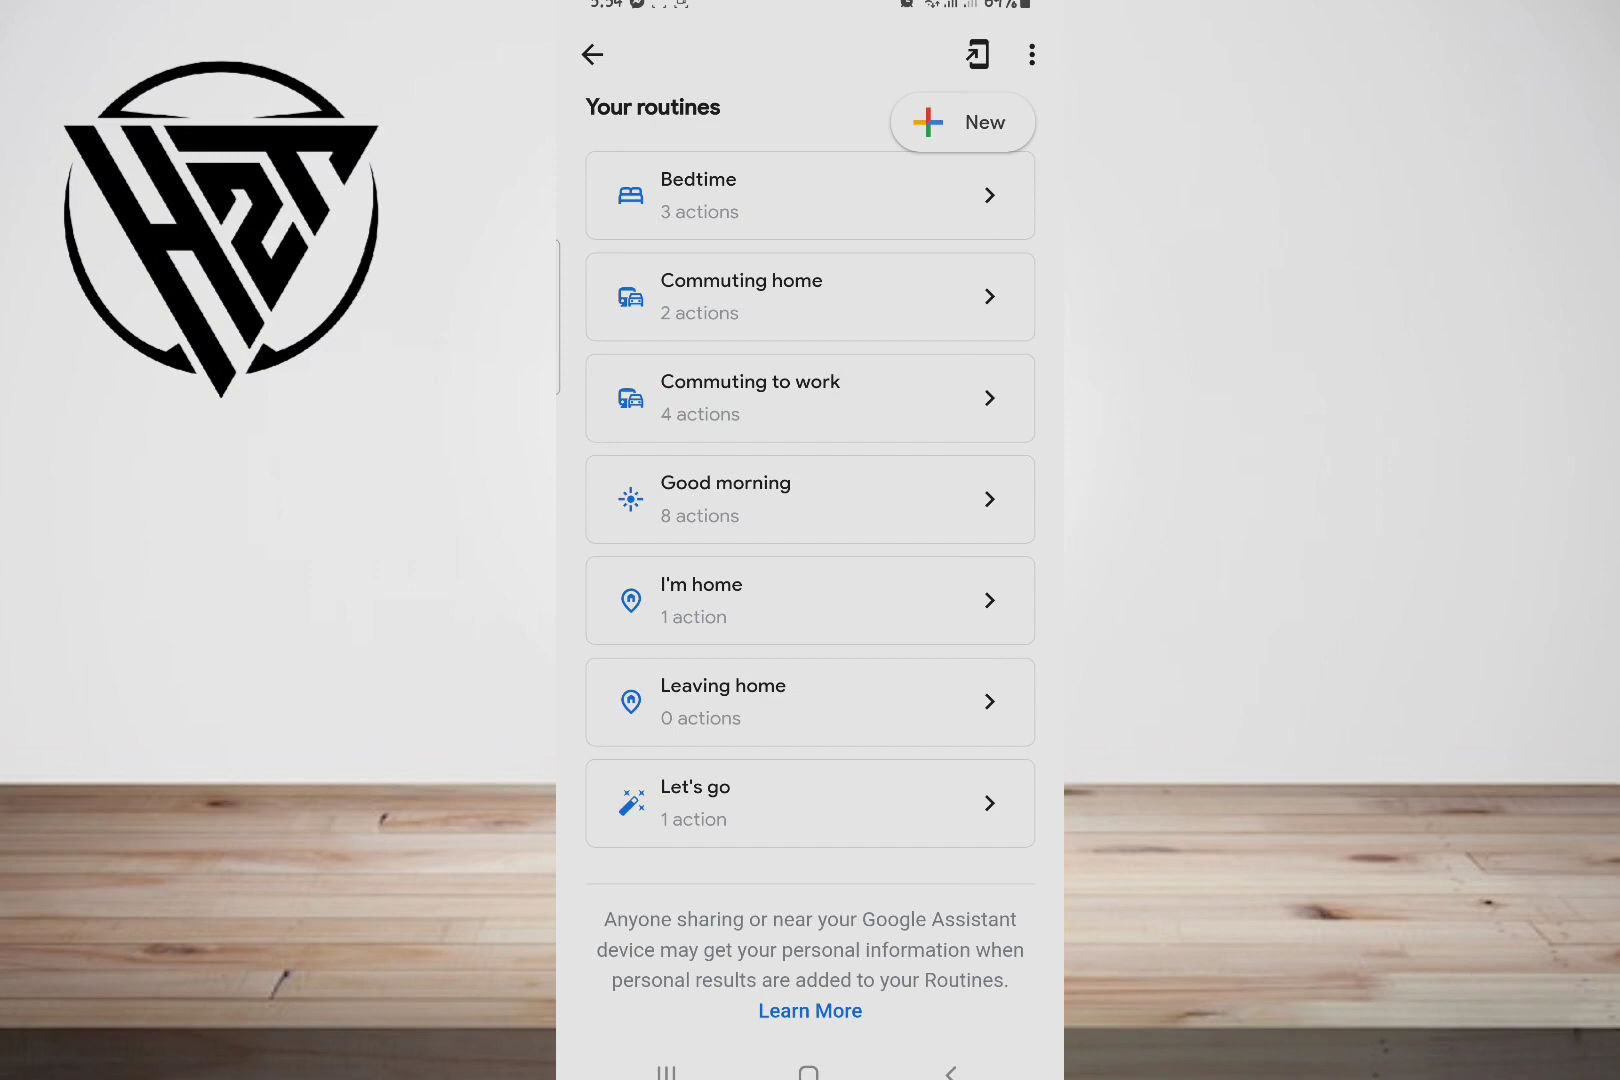 H2T
Your routines
New
Bedtime
3 actions
Commuting home
2 actions
Commuting to work
4 actions
Good morning
8 actions
I'm home
1 action
Leaving home
0 actions
Let's go
1 action
Anyone sharing or near your Google Assistant
device may get your personal information when
personal results are added to your Routines.
Learn More